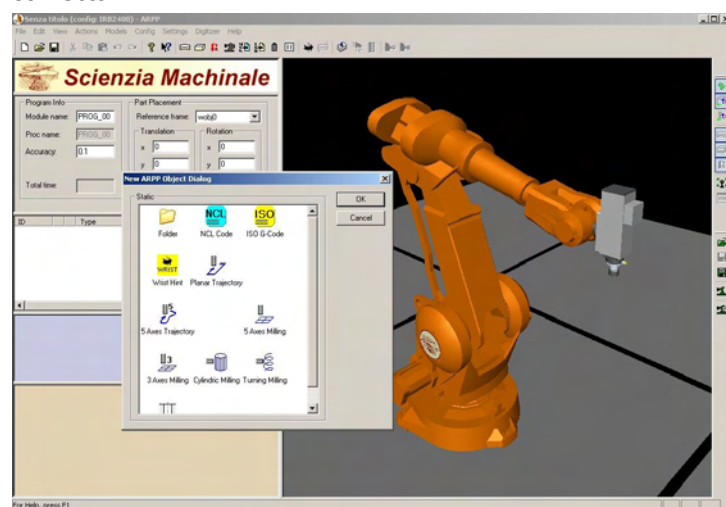 Senza titolo (config: IRB2400) - ARPP
File Edit View Actions Models Config Settings Digitizer Help
Scienzia Machinale
Program Info
Module name: PROG_00
Proc name: PROG_00
Accuracy: 0.1
Total time:
Part Placement
Reference frame: wobj0
Translation Rotation
x 0 x 0
y 0 y 0
ID Type
New ARPP Object Dialog
Static
OK
Cancel
Folder NCL Code ISO G-Code
Wrist Hint Planar Trajectory
5 Axes Trajectory 5 Axes Milling
3 Axes Milling Cylindric Milling Turning Milling
For Help, press F1